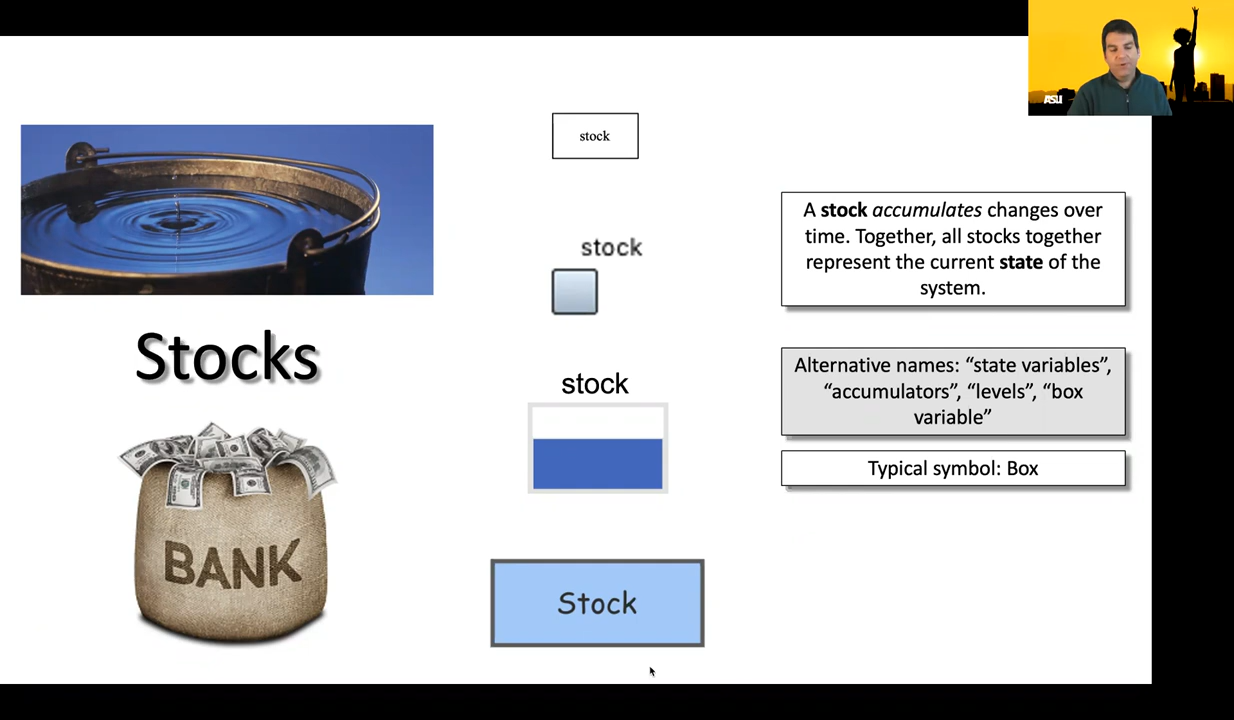 ASU
stock
stock
stock
Stock
Stocks
BANK
A stock accumulates changes over
time. Together, all stocks together
represent the current state of the
system.
Alternative names: “state variables”,
“accumulators”, “levels”, “box
variable”
Typical symbol: Box